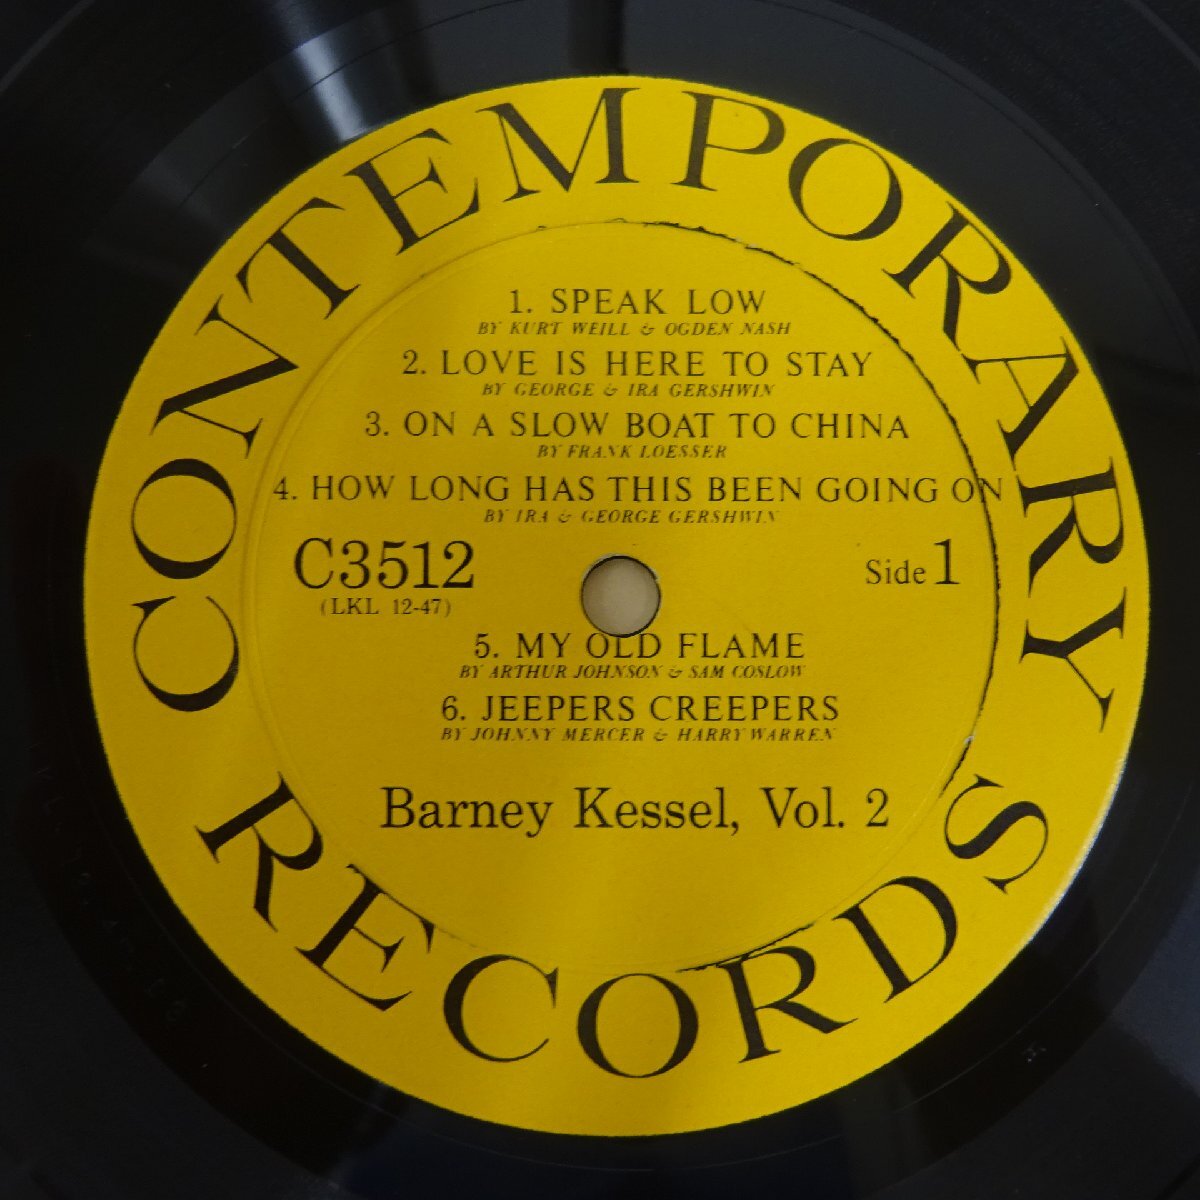 CONTEMPORARY
1. SPEAK LOW
BY KURT WEILL & OGDEN NASH
2. LOVE IS HERE TO STAY
BY GEORGE & IRA GERSHWIN
3. ON A SLOW BOAT TO CHINA
BY FRANK LOESSER
4. HOW LONG HAS THIS BEEN GOING ON
BY IRA & GEORGE GERSHWIN
C3512
Side 1
(LKL 12-47)
5. MY OLD FLAME
BY ARTHUR JOHNSON & SAM COSLOW
6. JEEPERS CREEPERS
BY JOHNNY MERCER & HARRY WARREN
Barney Kessel, Vol. 2
RECORDS